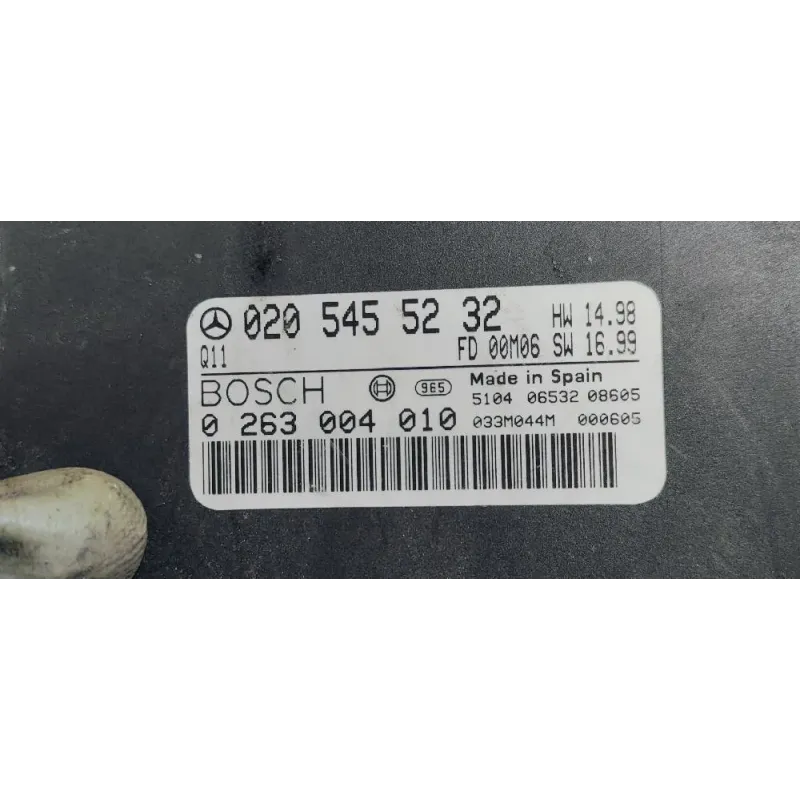 020 545 52 32 HW 14.98
Q11 FD 00M06 SW 16.99
BOSCH 965 Made in Spain
5104 06532 08605
0 263 004 010 033M044M 000605